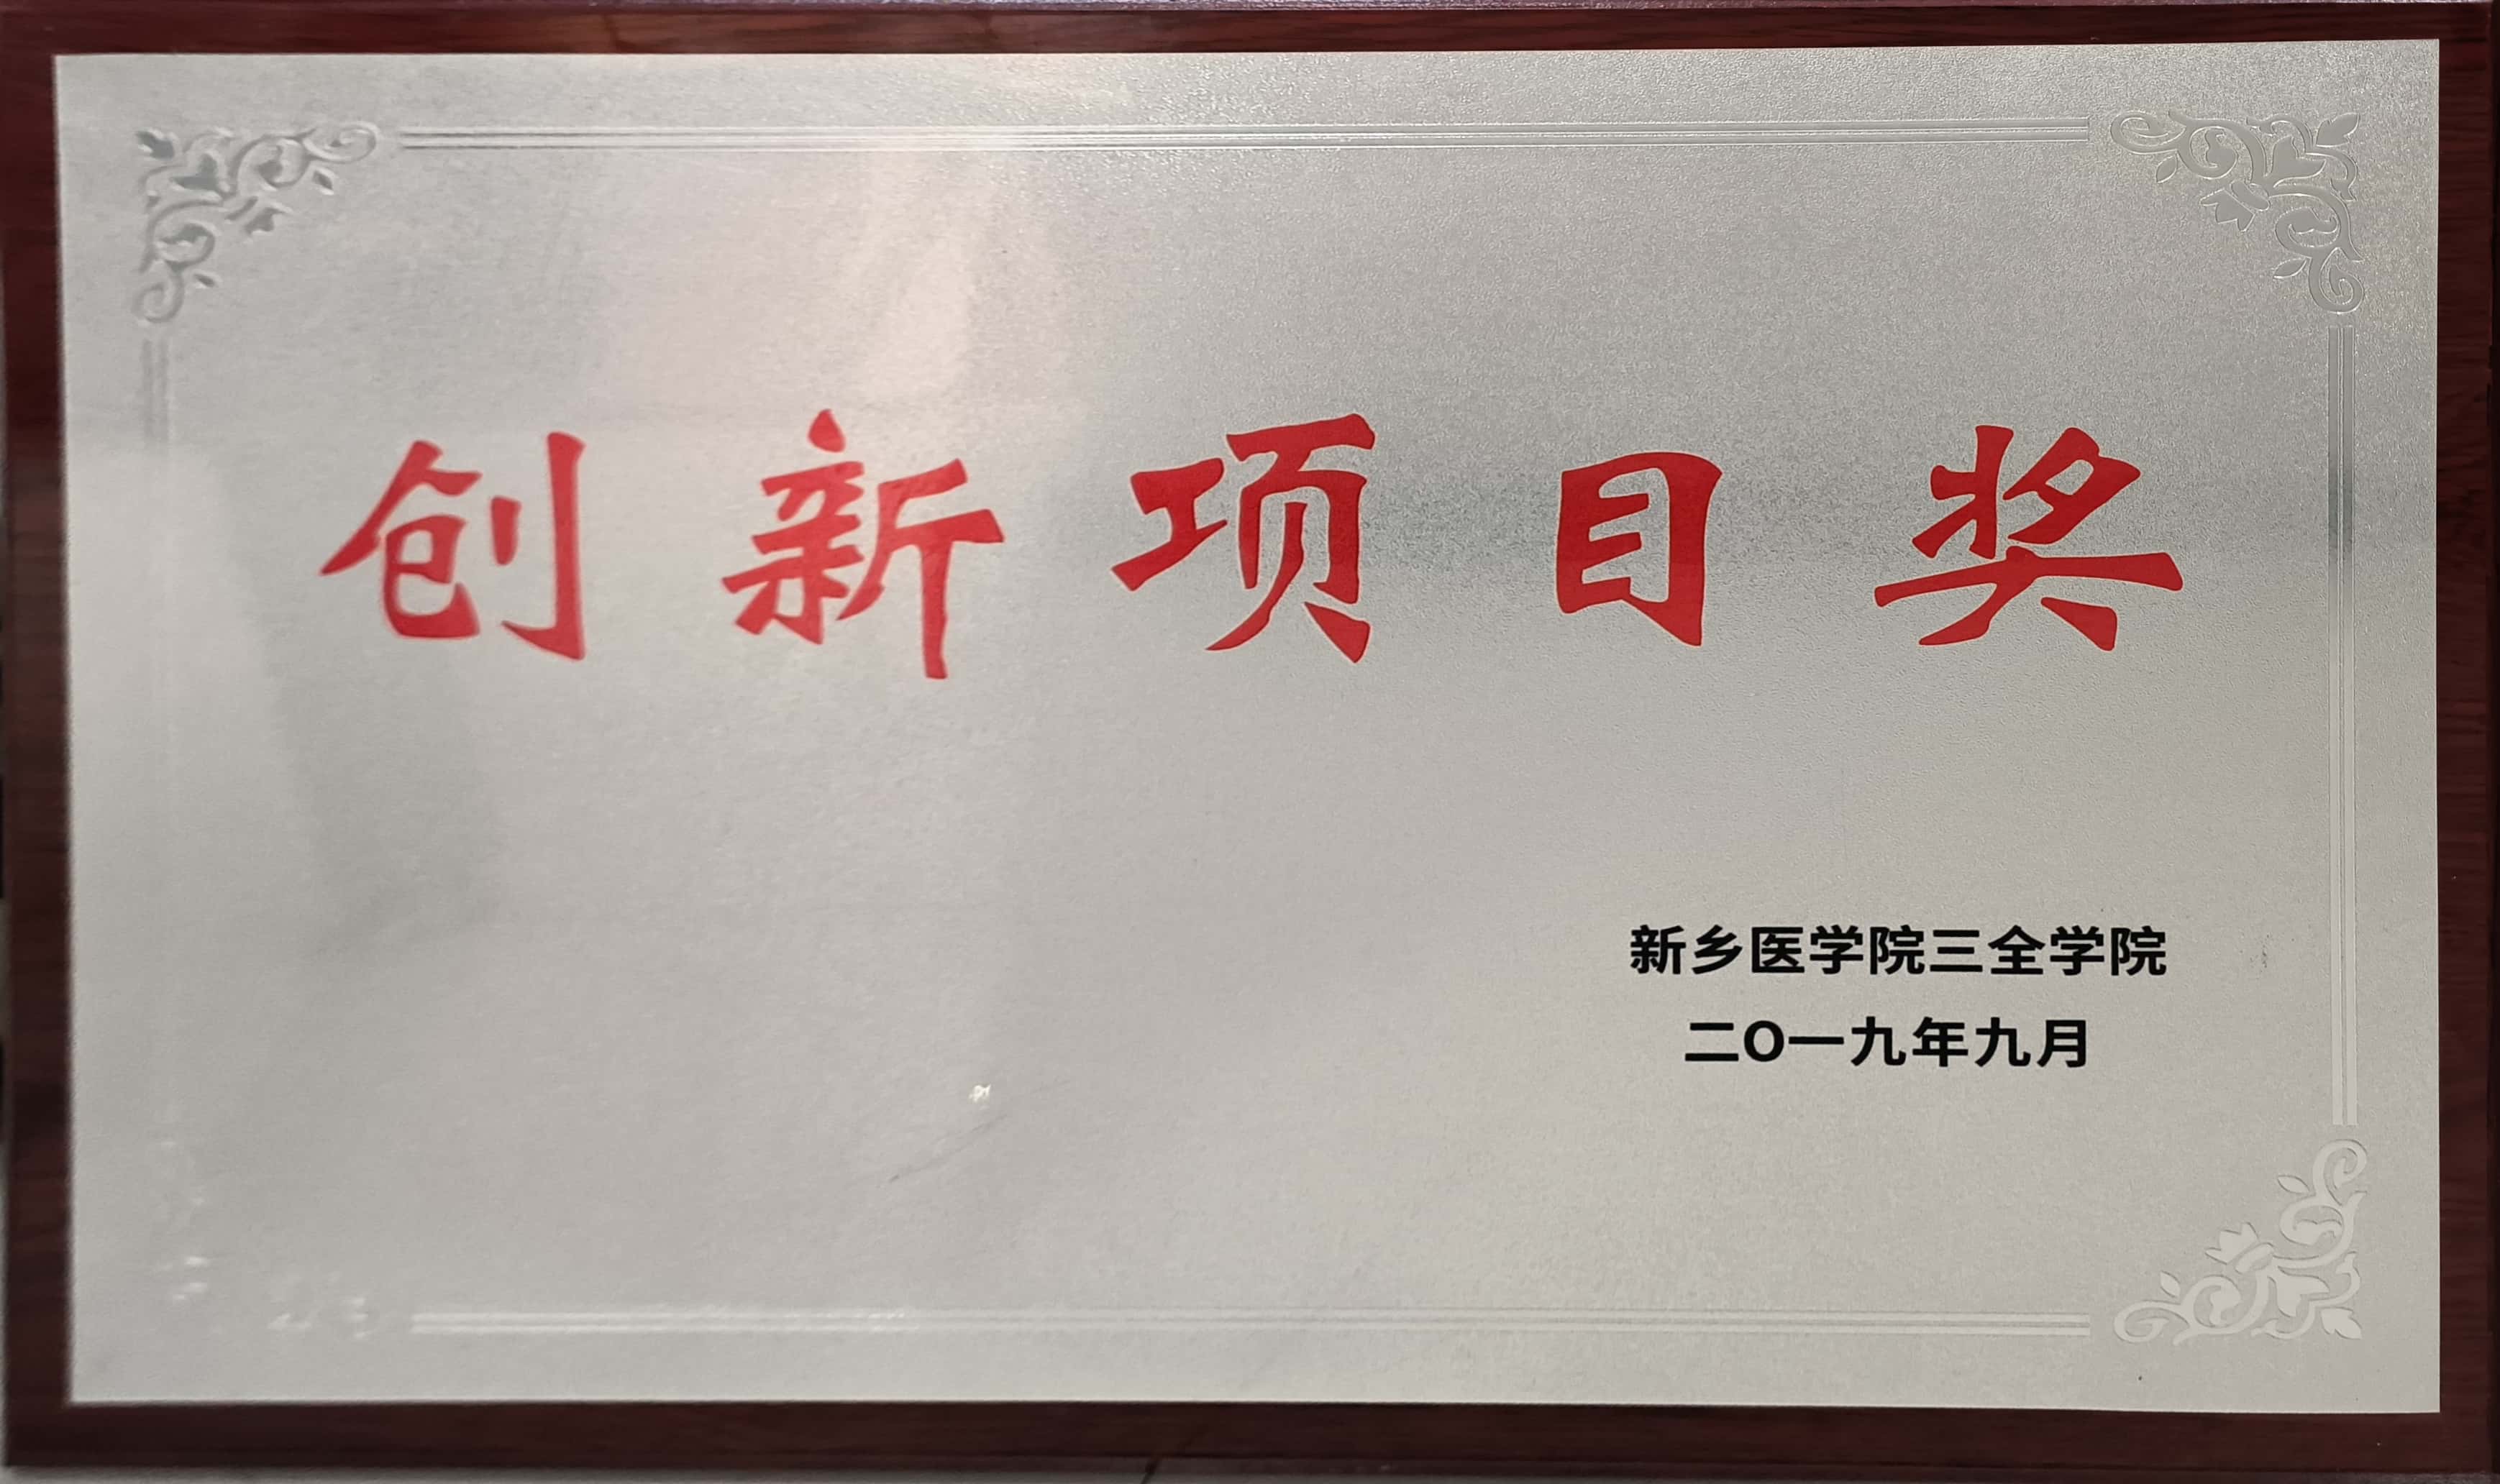 创新项目奖
新乡医学院三全学院
二O一九年九月